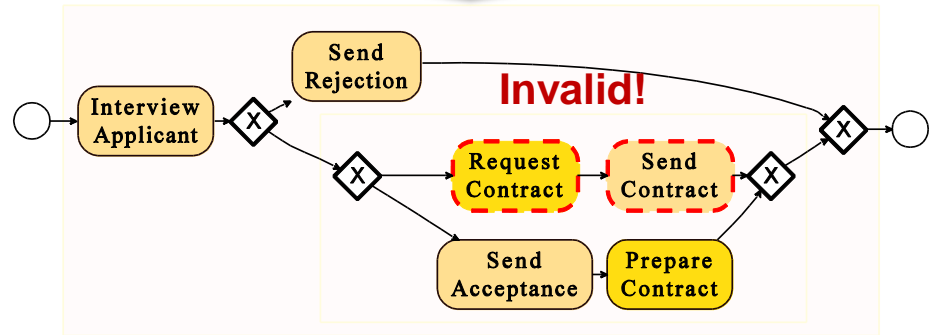 Send
Rejection
Invalid!
Interview
Applicant
X
X
Request
Contract
Send
Contract
X
X
Send
Acceptance
Prepare
Contract